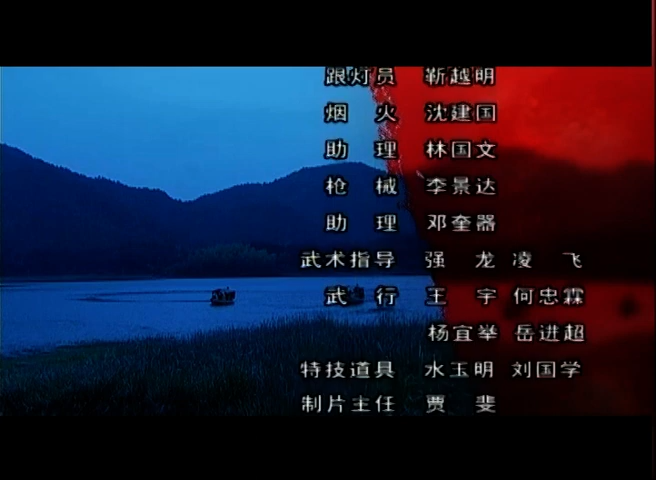 跟灯员 靳越明
烟 火 沈建国
助 理 林国文
枪 械 李景达
助 理 邓奎器
武术指导 强 龙 凌 飞
武 行 王 宇 何忠霖
杨宜举 岳进超
特技道具 水玉明 刘国学
制片主任 贾 斐